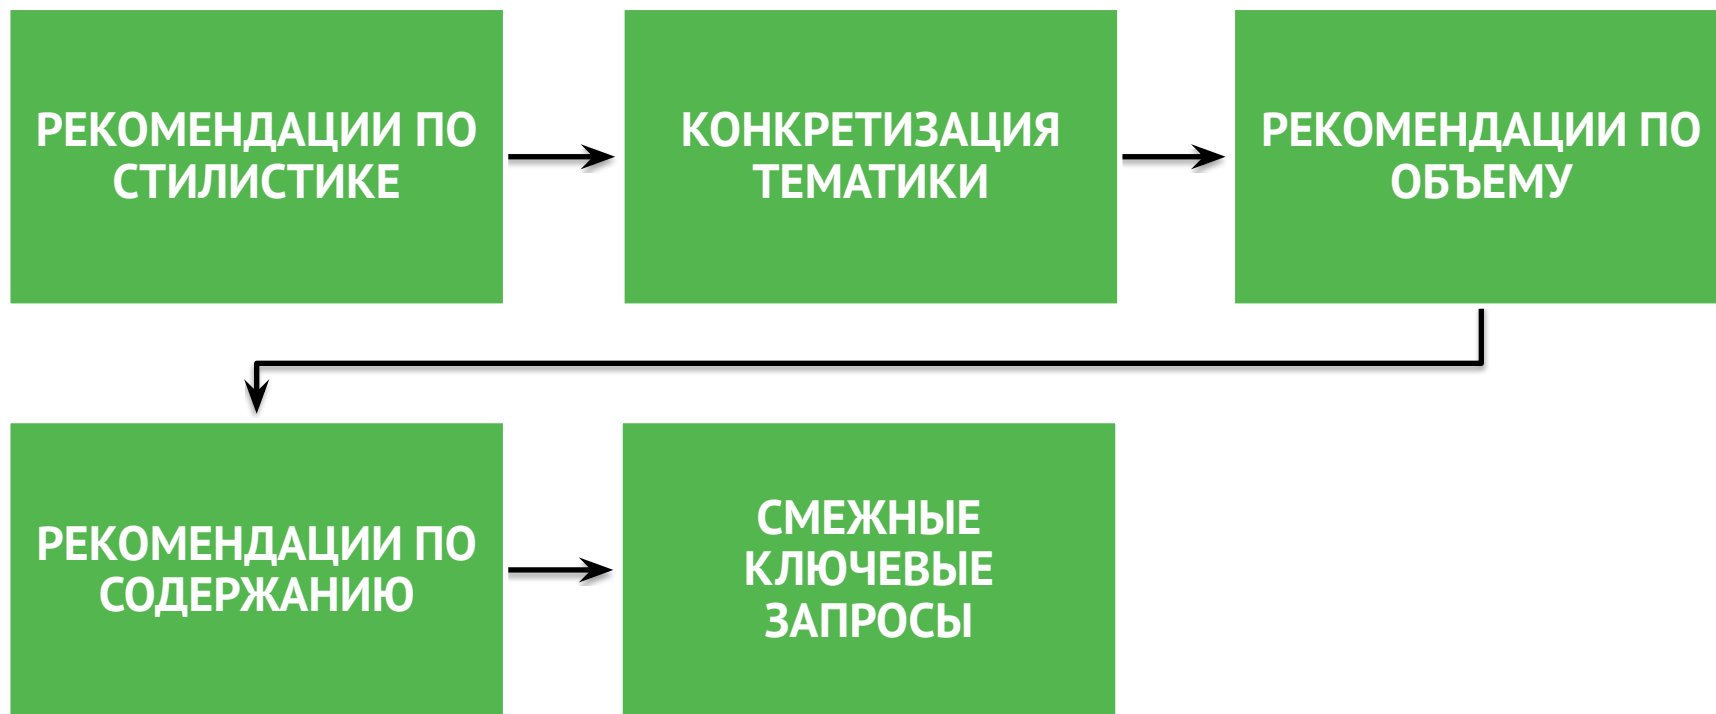 РЕКОМЕНДАЦИИ ПО
СТИЛИСТИКЕ
КОНКРЕТИЗАЦИЯ
ТЕМАТИКИ
РЕКОМЕНДАЦИИ ПО
ОБЪЕМУ
РЕКОМЕНДАЦИИ ПО
СОДЕРЖАНИЮ
СМЕЖНЫЕ
КЛЮЧЕВЫЕ
ЗАПРОСЫ